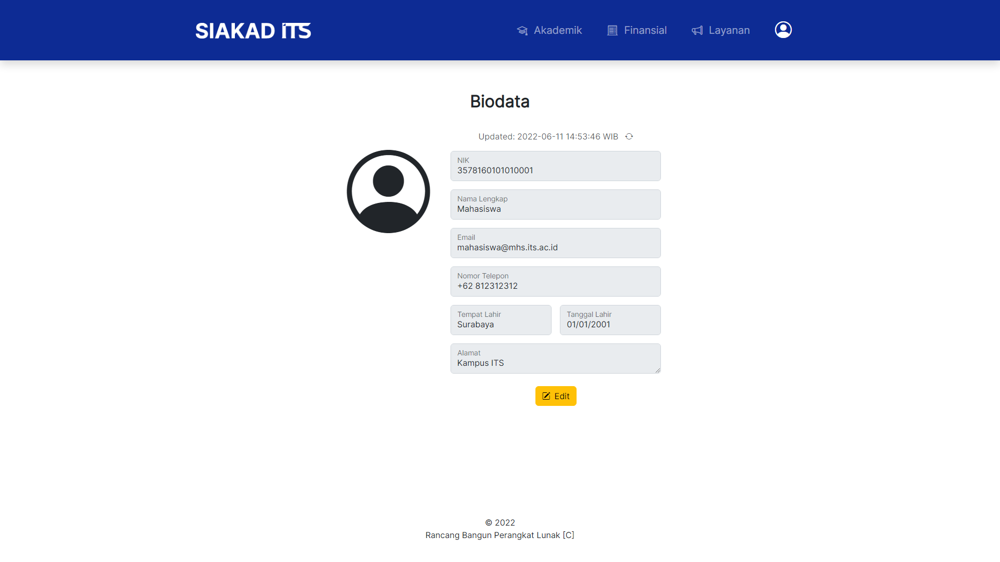 SIAKAD ITS
Akademik
Finansial
Layanan
Biodata
Updated: 2022-06-11 14:53:46 WIB
NIK
3578160101010001
Nama Lengkap
Mahasiswa
Email
mahasiswa@mhs.its.ac.id
Nomor Telepon
+62 812312312
Tempat Lahir
Surabaya
Tanggal Lahir
01/01/2001
Alamat
Kampus ITS
Edit
© 2022
Rancang Bangun Perangkat Lunak [C]